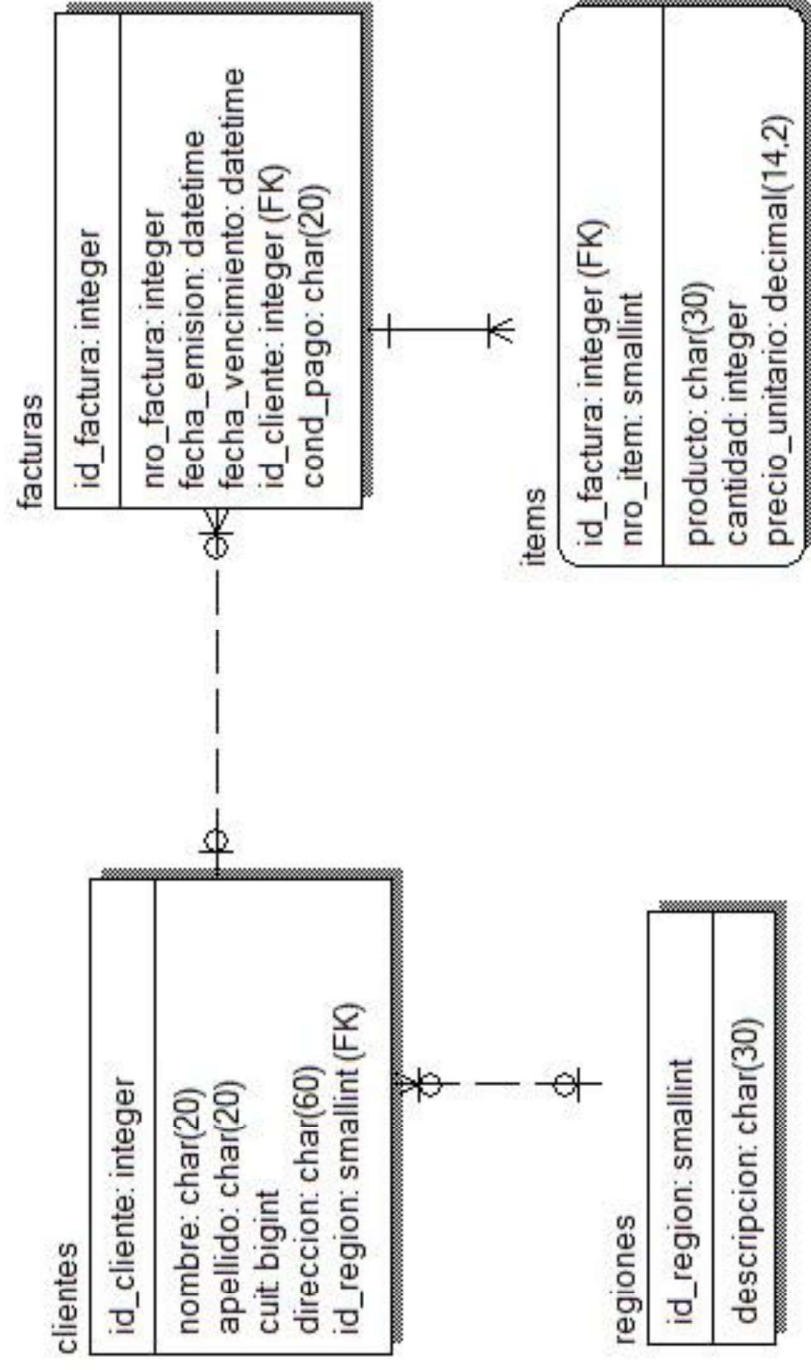 clientes
id_cliente: integer
nombre: char(20)
apellido: char(20)
cuit: bigint
direccion: char(60)
id_region: smallint (FK)
facturas
id_factura: integer
nro_factura: integer
fecha_emision: datetime
fecha_vencimiento: datetime
id_cliente: integer (FK)
cond_pago: char(20)
regiones
id_region: smallint
descripcion: char(30)
items
id_factura: integer (FK)
nro_item: smallint
producto: char(30)
cantidad: integer
precio_unitario: decimal(14,2)